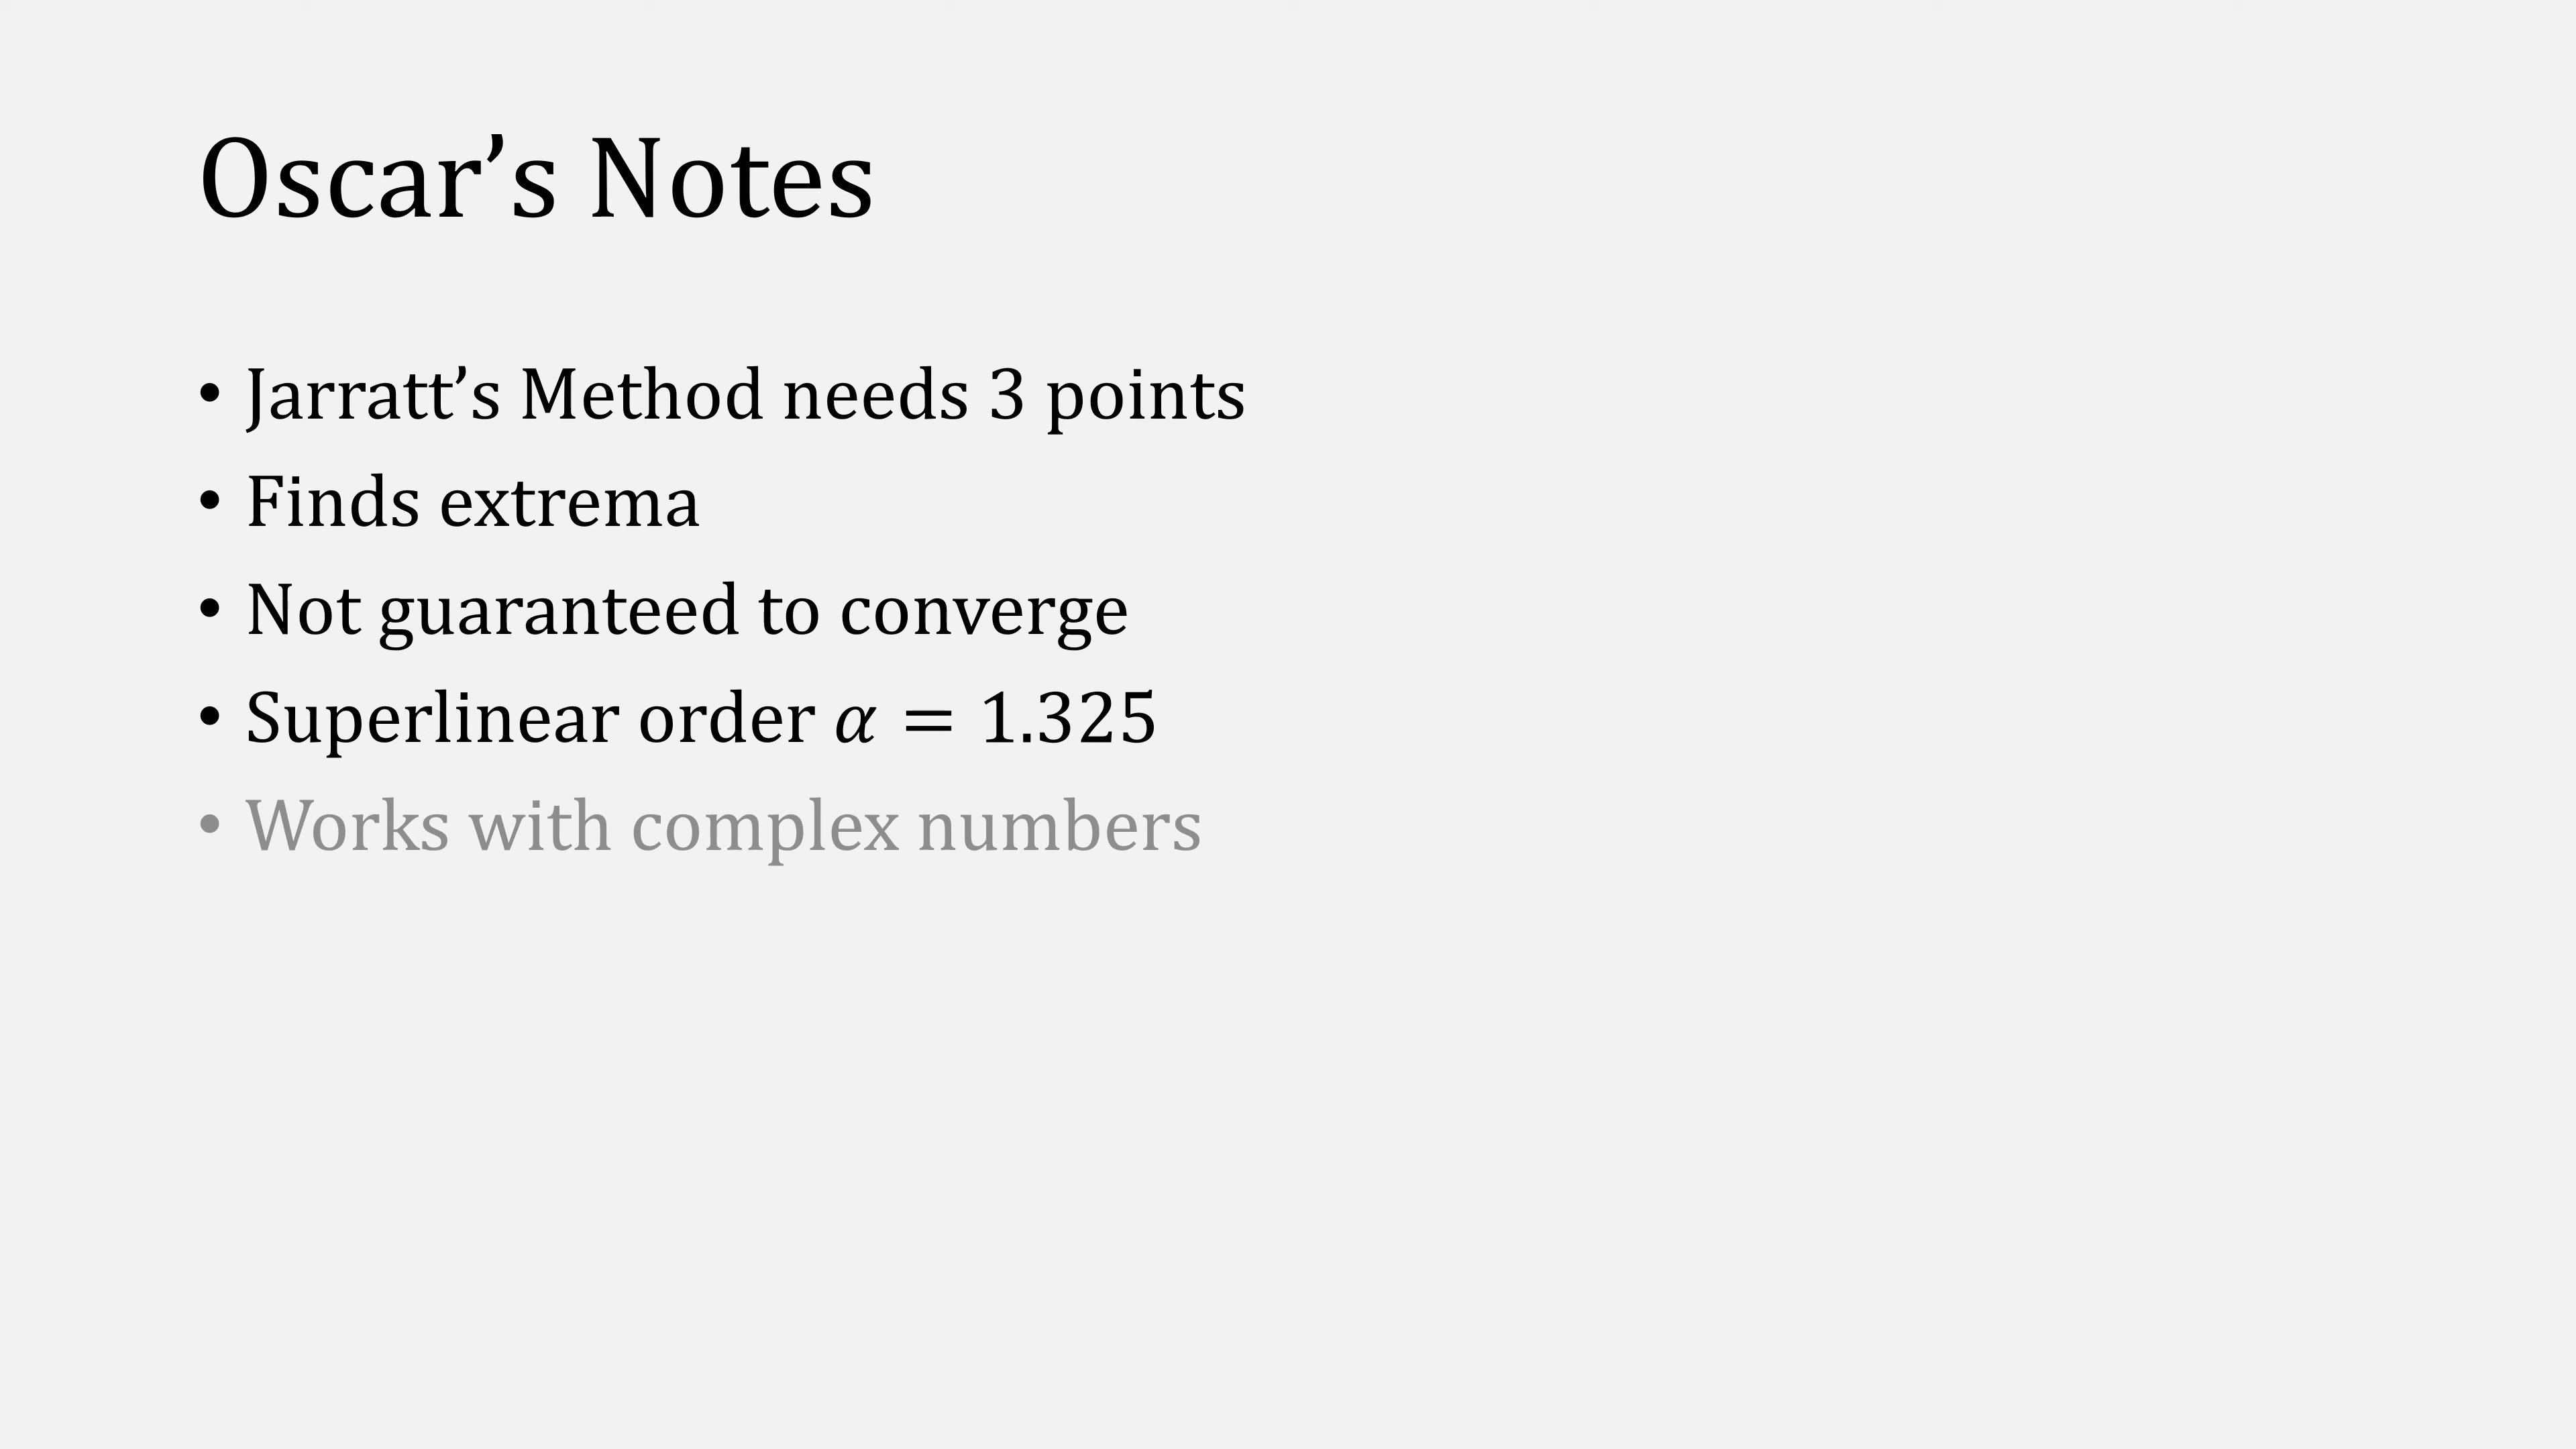 Oscar’s Notes
• Jarratt’s Method needs 3 points
• Finds extrema
• Not guaranteed to converge
• Superlinear order 𝛼 = 1.325
• Works with complex numbers